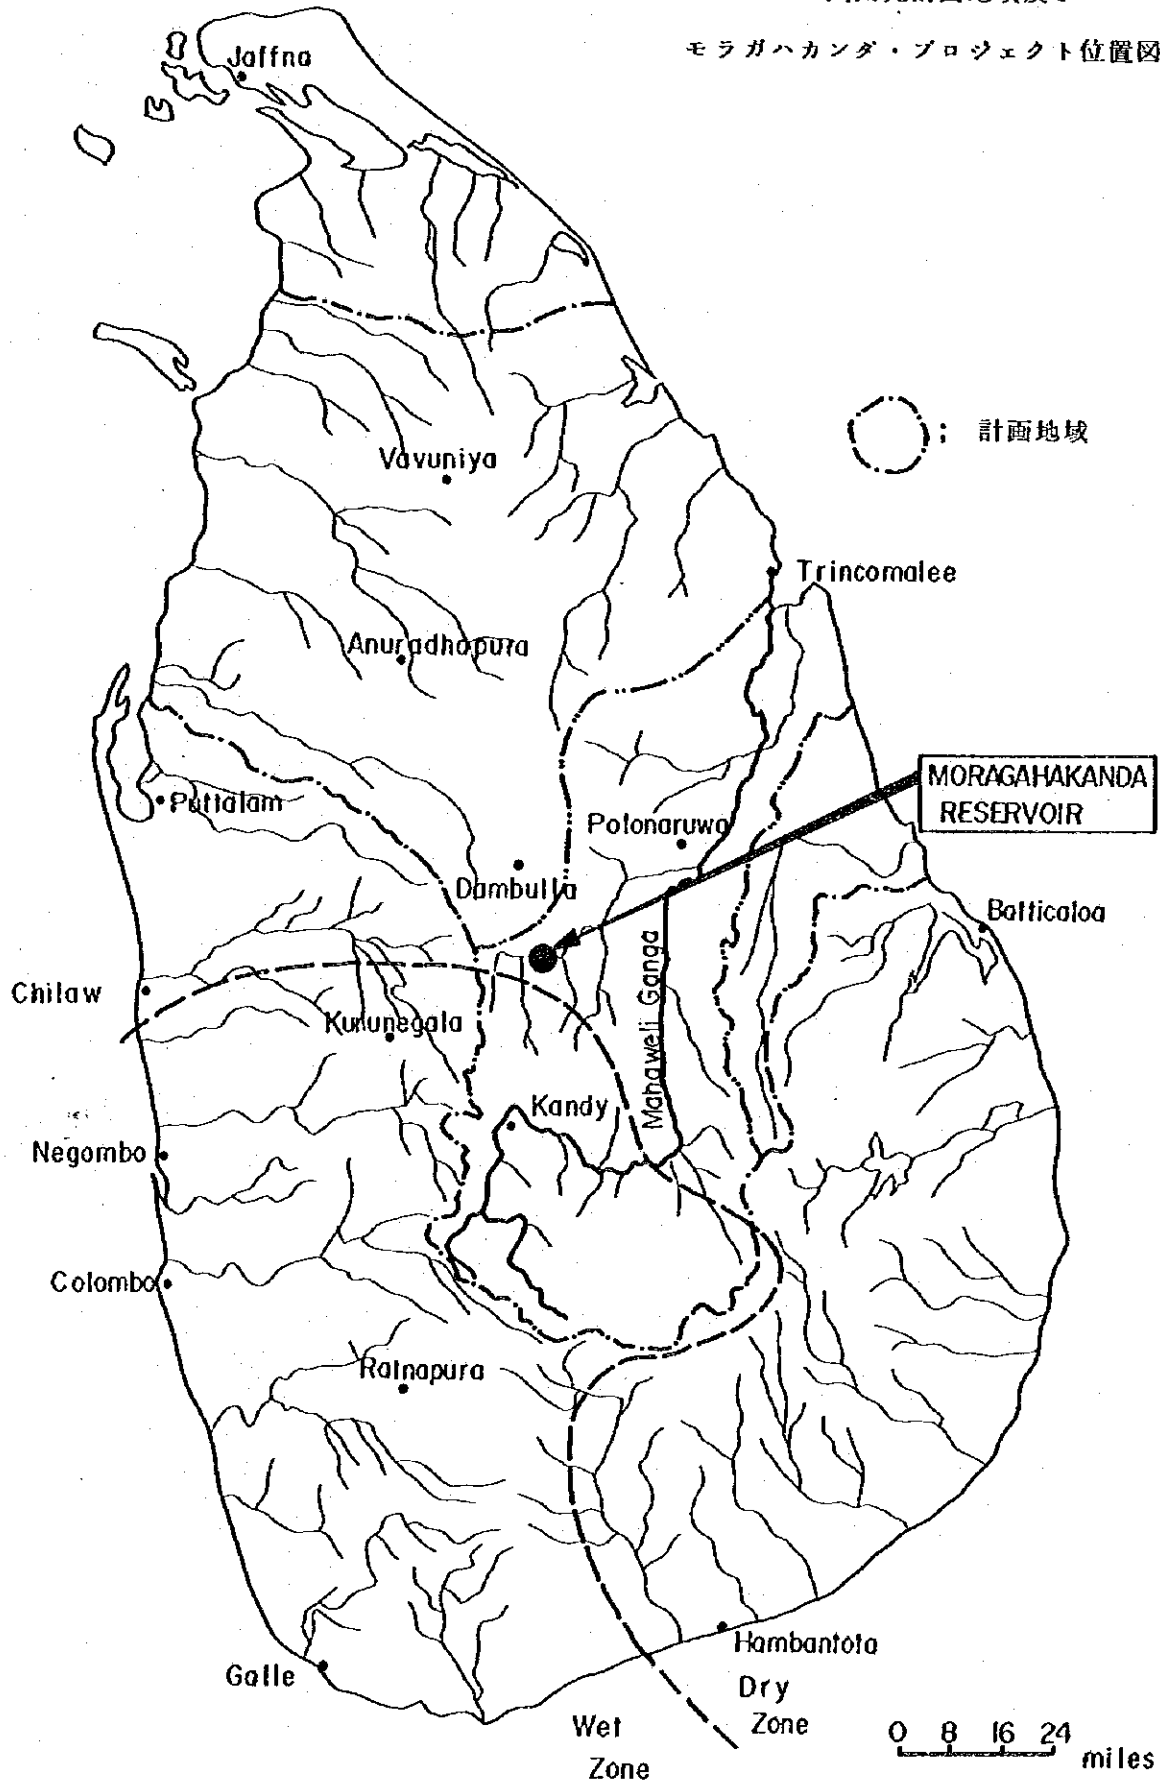 モラガハカンダ・プロジェクト位置図
Jaffna
; 計画地域
Vavuniya
Trincomalee
Anuradhapura
MORAGAHAKANDA
RESERVOIR
Puttalam
Polonaruwa
Dambulla
Batticaloa
Mahaweli Ganga
Chilaw
Kurunegala
Kandy
Negombo
Colombo
Ratnapura
Hambantota
Galle
Dry
Zone
Wet
Zone
0 8 16 24
miles